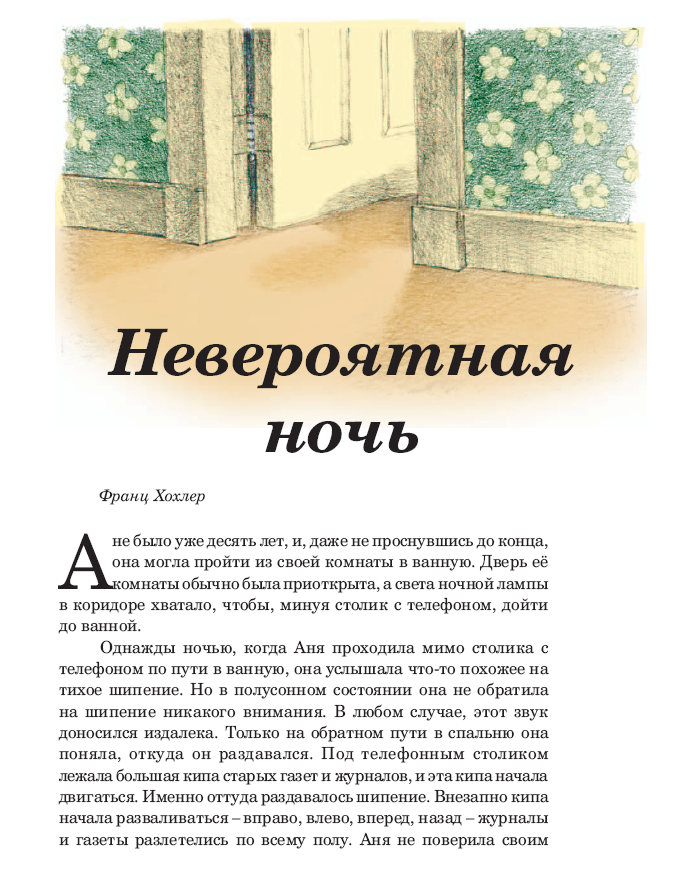 Невероятная
ночь
Франц Хохлер
Ане было уже десять лет, и, даже не проснувшись до конца,
она могла пройти из своей комнаты в ванную. Дверь её
комнаты обычно была приоткрыта, а света ночной лампы
в коридоре хватало, чтобы, минуя столик с телефоном, дойти
до ванной.
Однажды ночью, когда Аня проходила мимо столика с
телефоном по пути в ванную, она услышала что-то похожее на
тихое шипение. Но в полусонном состоянии она не обратила
на шипение никакого внимания. В любом случае, этот звук
доносился издалека. Только на обратном пути в спальню она
поняла, откуда он раздавался. Под телефонным столиком
лежала большая кипа старых газет и журналов, и эта кипа начала
двигаться. Именно оттуда раздавалось шипение. Внезапно кипа
начала разваливаться – вправо, влево, вперед, назад – журналы
и газеты разлетелись по всему полу. Аня не поверила своим